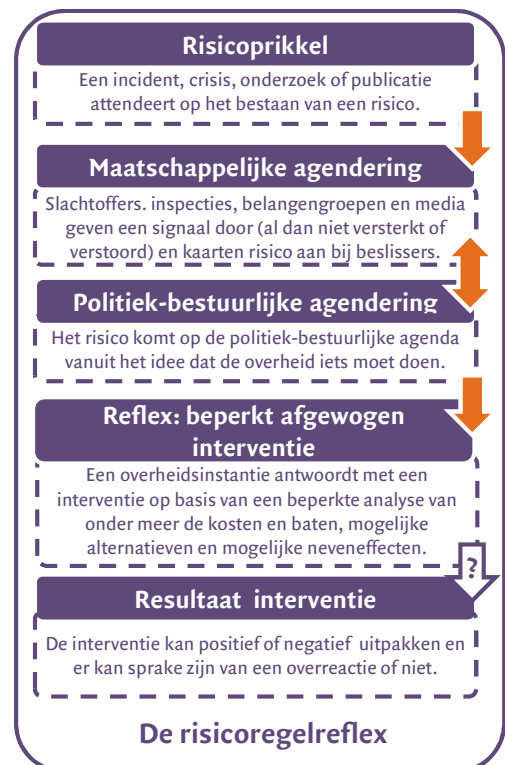 Risicoprikkel
Een incident, crisis, onderzoek of publicatie
attendeert op het bestaan van een risico.
Maatschappelijke agendering
Slachtoffers. inspecties, belangengroepen en media
geven een signaal door (al dan niet versterkt of
verstoord) en kaarten risico aan bij beslissers.
Politiek-bestuurlijke agendering
Het risico komt op de politiek-bestuurlijke agenda
vanuit het idee dat de overheid iets moet doen.
Reflex: beperkt afgewogen
interventie
Een overheidsinstantie antwoordt met een
interventie op basis van een beperkte analyse van
onder meer de kosten en baten, mogelijke
alternatieven en mogelijke neveneffecten.
?
Resultaat interventie
De interventie kan positief of negatief uitpakken en
er kan sprake zijn van een overreactie of niet.
De risicoregelreflex